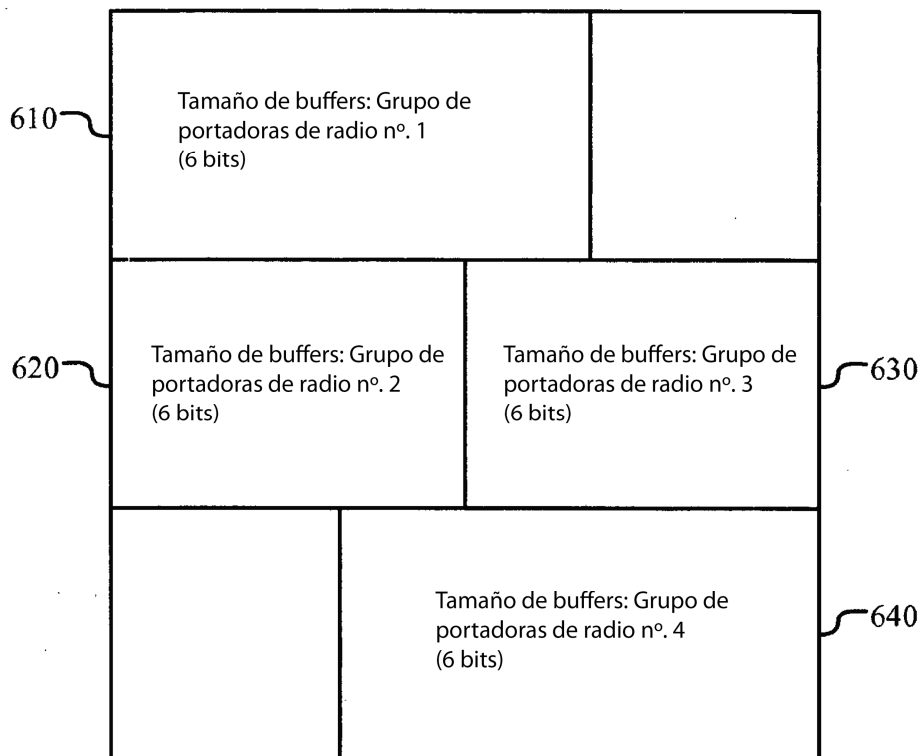 610
Tamaño de buffers: Grupo de
portadoras de radio nº. 1
(6 bits)
620
Tamaño de buffers: Grupo de
portadoras de radio nº. 2
(6 bits)
Tamaño de buffers: Grupo de
portadoras de radio nº. 3
(6 bits)
630
Tamaño de buffers: Grupo de
portadoras de radio nº. 4
(6 bits)
640